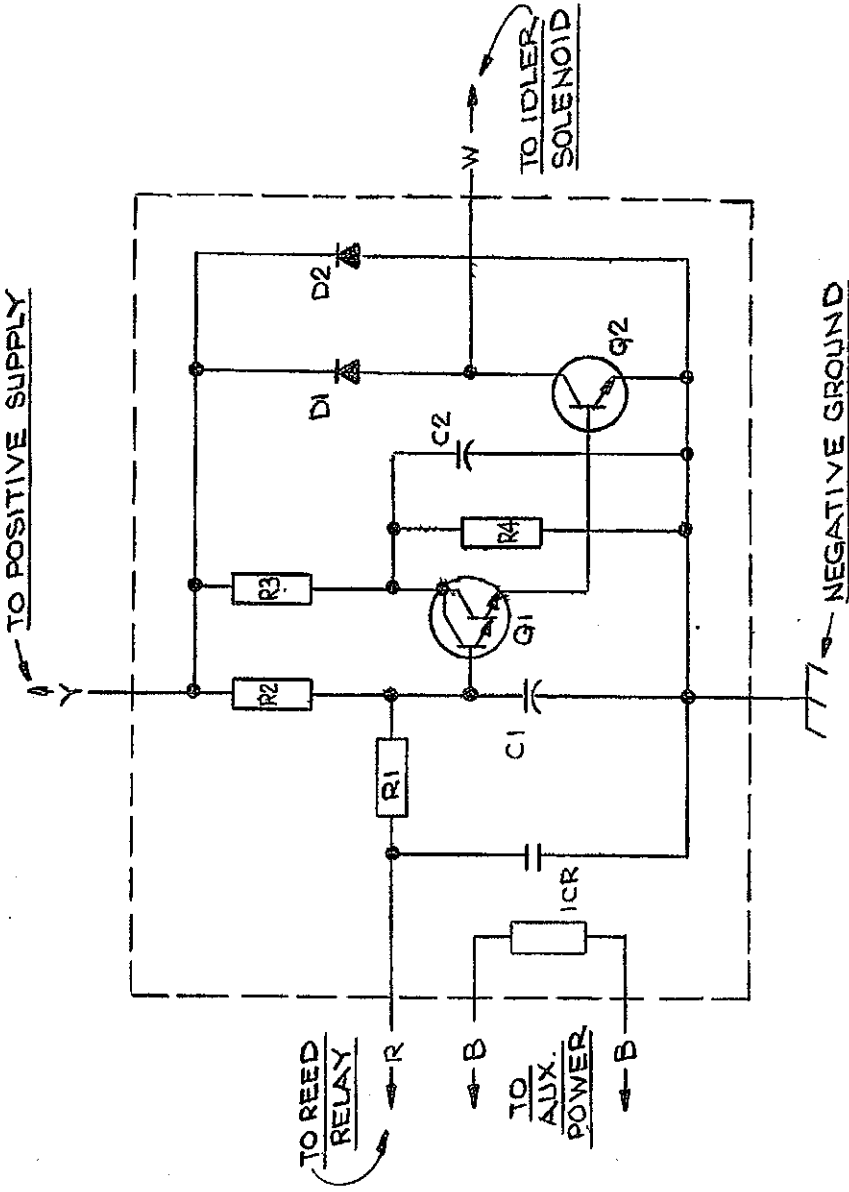 TO POSITIVE SUPPLY
Y
R2
R3
D1
D2
R1
C1
Q1
R4
C2
Q2
W
TO IDLER
SOLENOID
R
TO REED
RELAY
B
TO
AUX.
POWER
B
1CR
NEGATIVE GROUND